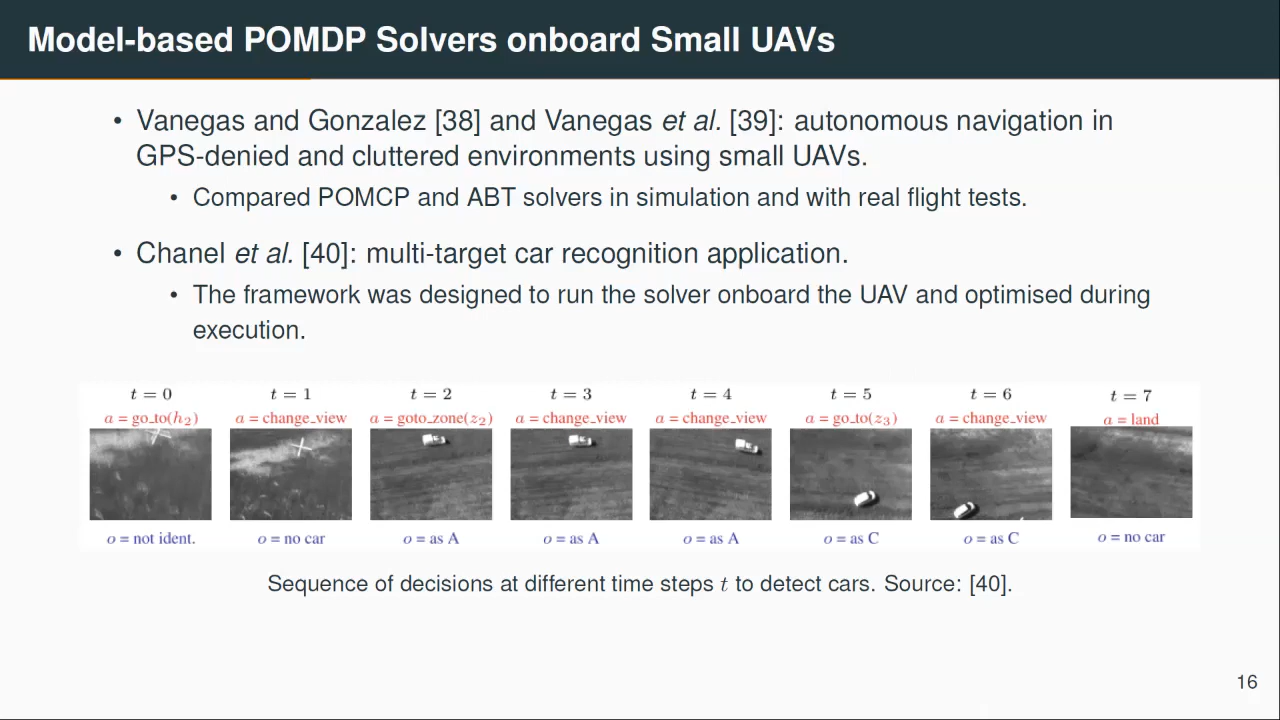 Model-based POMDP Solvers onboard Small UAVs
• Vanegas and Gonzalez [38] and Vanegas et al. [39]: autonomous navigation in
GPS-denied and cluttered environments using small UAVs.
• Compared POMCP and ABT solvers in simulation and with real flight tests.
• Chanel et al. [40]: multi-target car recognition application.
• The framework was designed to run the solver onboard the UAV and optimised during
execution.
t = 0 t = 1 t = 2 t = 3 t = 4 t = 5 t = 6 t = 7
a = go_to(h₂) a = change_view a = goto_zone(z₂) a = change_view a = change_view a = go_to(z₃) a = change_view a = land
o = not ident. o = no car o = as A o = as A o = as A o = as C o = as C o = no car
Sequence of decisions at different time steps t to detect cars. Source: [40].
16